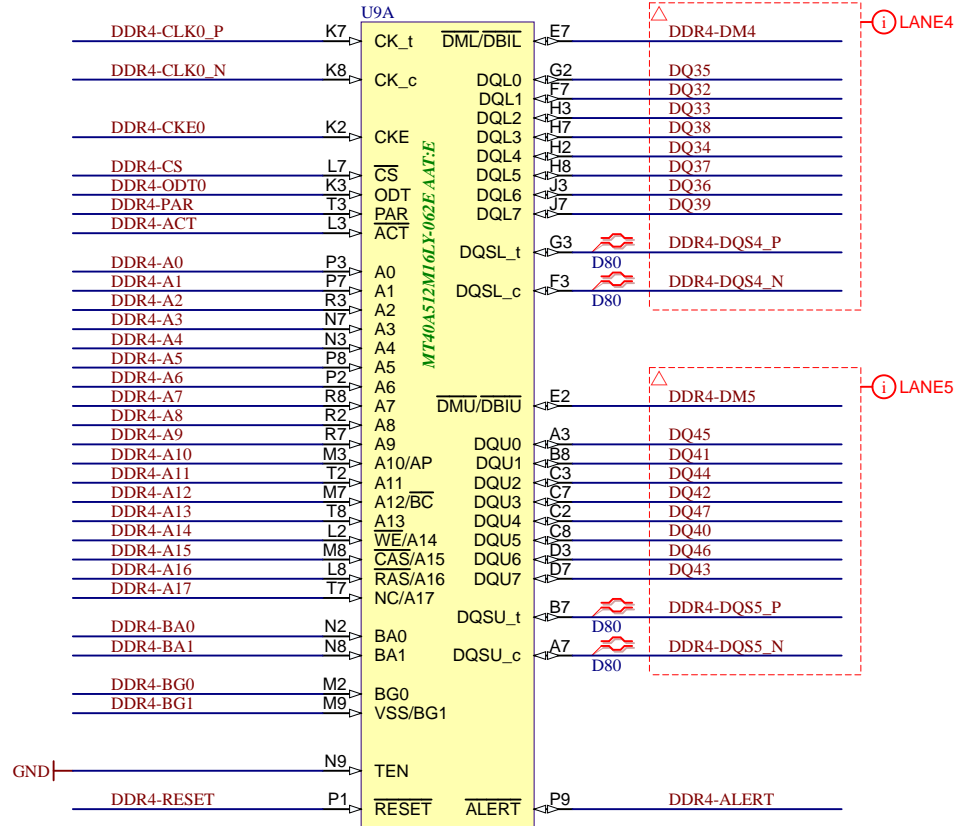 U9A
DDR4-CLK0_P K7 CK_t DML/DBIL E7 DDR4-DM4 i LANE4
DDR4-CLK0_N K8 CK_c DQL0 G2 DQ35
DQL1 F7 DQ32
DQL2 H3 DQ33
DDR4-CKE0 K2 CKE DQL3 H7 DQ38
DQL4 H2 DQ34
DDR4-CS L7 CS DQL5 H8 DQ37
DDR4-ODT0 K3 ODT DQL6 J3 DQ36
DDR4-PAR T3 PAR DQL7 J7 DQ39
DDR4-ACT L3 ACT
DQSL_t G3 D80 DDR4-DQS4_P
DDR4-A0 P3 A0
DDR4-A1 P7 A1 DQSL_c F3 D80 DDR4-DQS4_N
DDR4-A2 R3 A2
DDR4-A3 N7 A3
DDR4-A4 N3 A4
DDR4-A5 P8 A5
DDR4-A6 P2 A6
DDR4-A7 R8 A7 DMU/DBIU E2 DDR4-DM5 i LANE5
DDR4-A8 R2 A8
DDR4-A9 R7 A9 DQU0 A3 DQ45
DDR4-A10 M3 A10/AP DQU1 B8 DQ41
DDR4-A11 T2 A11 DQU2 C3 DQ44
DDR4-A12 M7 A12/BC DQU3 C7 DQ42
DDR4-A13 T8 A13 DQU4 C2 DQ47
DDR4-A14 L2 WE/A14 DQU5 C8 DQ40
DDR4-A15 M8 CAS/A15 DQU6 D3 DQ46
DDR4-A16 L8 RAS/A16 DQU7 D7 DQ43
DDR4-A17 T7 NC/A17
DQSU_t B7 D80 DDR4-DQS5_P
DDR4-BA0 N2 BA0
DDR4-BA1 N8 BA1 DQSU_c A7 D80 DDR4-DQS5_N
DDR4-BG0 M2 BG0
DDR4-BG1 M9 VSS/BG1
GND N9 TEN
DDR4-RESET P1 RESET ALERT P9 DDR4-ALERT
MT40A512M16LY-062E AAT:E